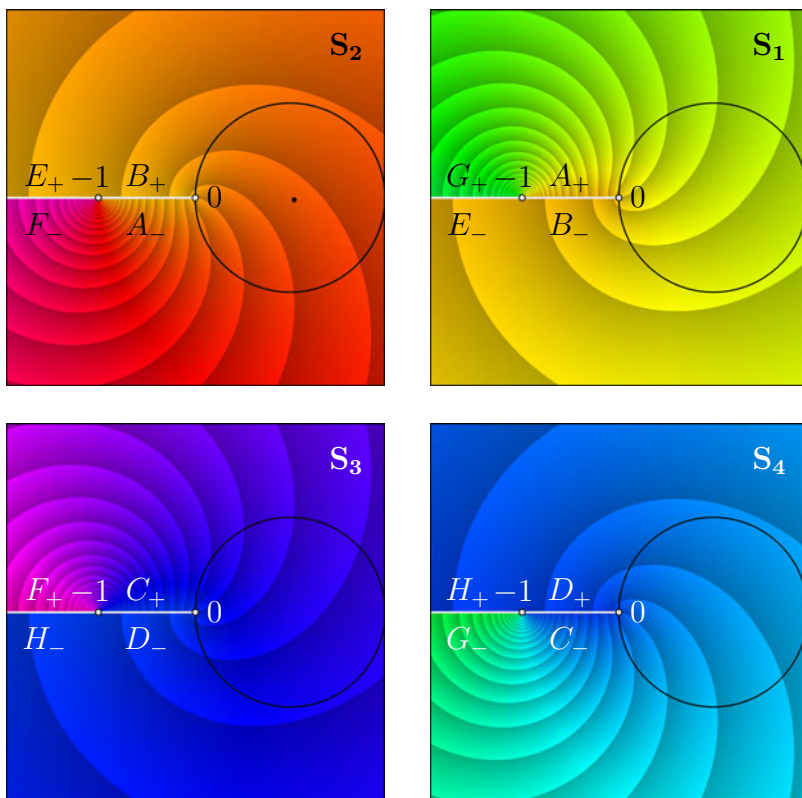 S₂
E₊ −1 B₊
0
F₋ A₋
S₁
G₊ −1 A₊
0
E₋ B₋
S₃
F₊ −1 C₊
0
H₋ D₋
S₄
H₊ −1 D₊
0
G₋ C₋